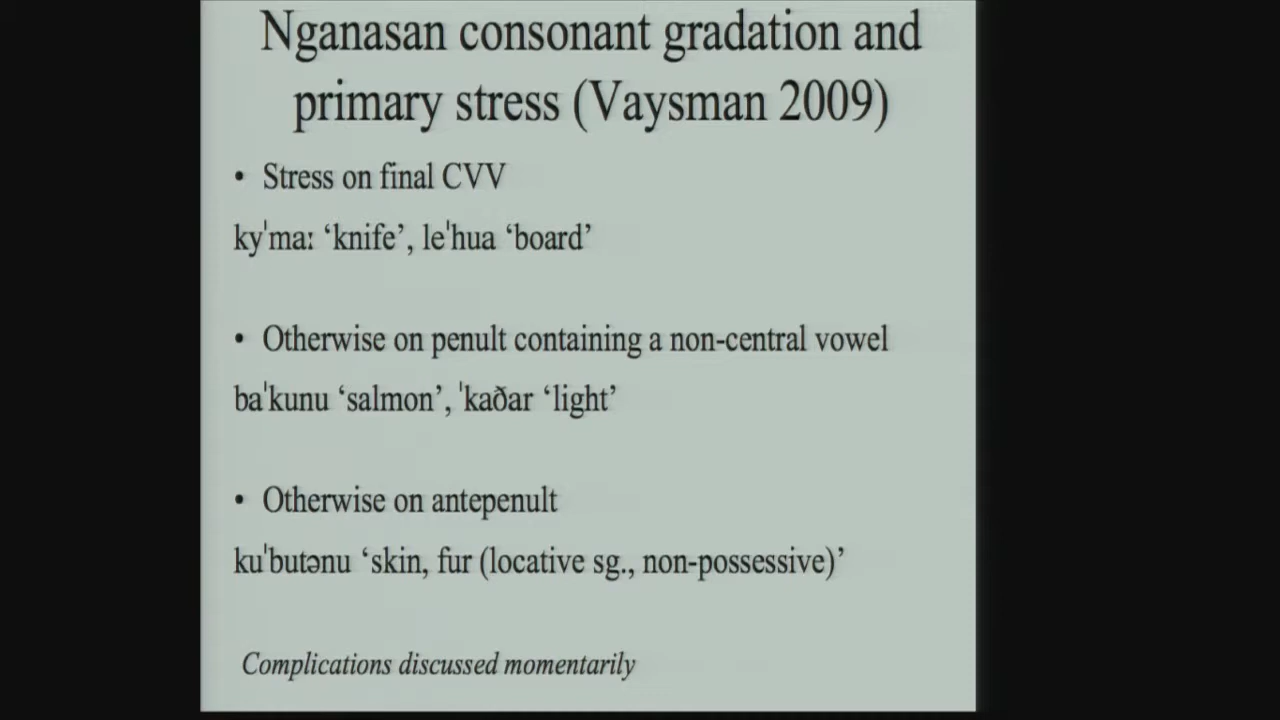 Nganasan consonant gradation and
primary stress (Vaysman 2009)
• Stress on final CVV
kyˈmaː ‘knife’, leˈhua ‘board’
• Otherwise on penult containing a non-central vowel
baˈkunu ‘salmon’, ˈkaðar ‘light’
• Otherwise on antepenult
kuˈbutənu ‘skin, fur (locative sg., non-possessive)’
Complications discussed momentarily